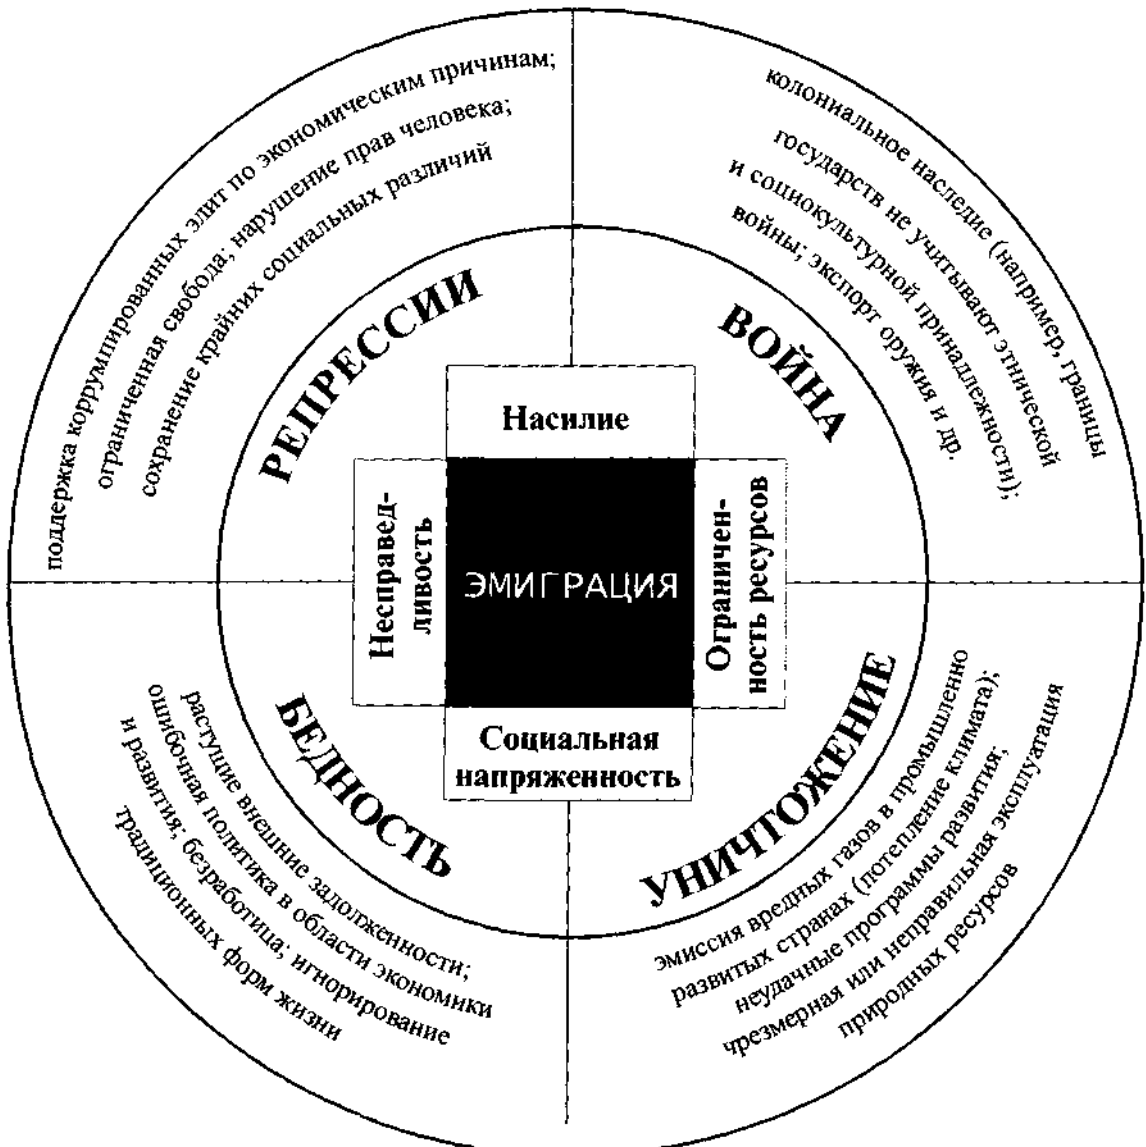 поддержка коррумпированных элит по экономическим причинам;
ограниченная свобода; нарушение прав человека;
сохранение крайних социальных различий
колониальное наследие (например, границы
государств не учитывают этнической
и социокультурной принадлежности);
войны; экспорт оружия и др.
РЕПРЕССИИ
ВОЙНА
Насилие
Несправед-
ливость
ЭМИГРАЦИЯ
Ограничен-
ность ресурсов
Социальная
напряженность
БЕДНОСТЬ
УНИЧТОЖЕНИЕ
растущие внешние задолженности;
ошибочная политика в области экономики
и развития; безработица; игнорирование
традиционных форм жизни
эмиссия вредных газов в промышленно
развитых странах (потепление климата);
неудачные программы развития;
чрезмерная или неправильная эксплуатация
природных ресурсов